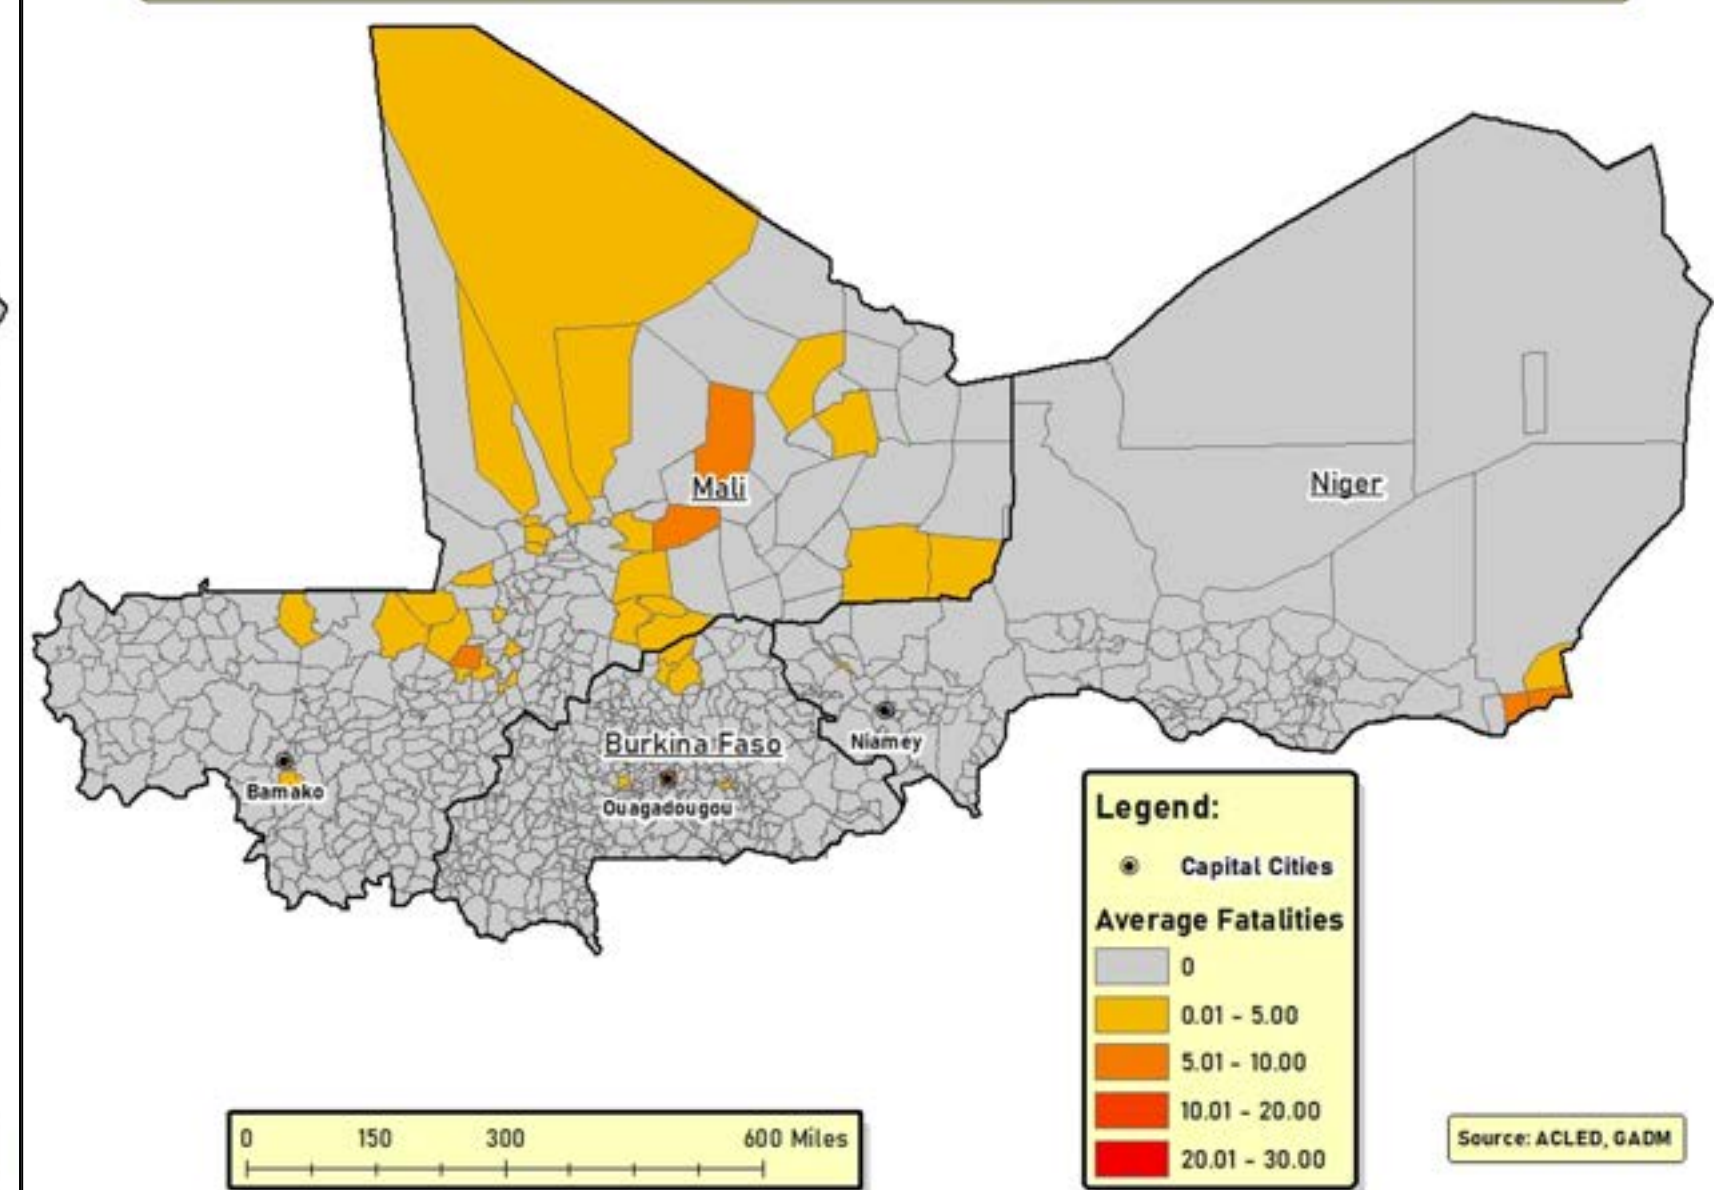 Mali
Niger
Burkina Faso
Niamey
Bamako
Ouagadougou
Legend:
Capital Cities
Average Fatalities
0
0.01 - 5.00
5.01 - 10.00
10.01 - 20.00
20.01 - 30.00
0 150 300 600 Miles
Source: ACLED, GADM